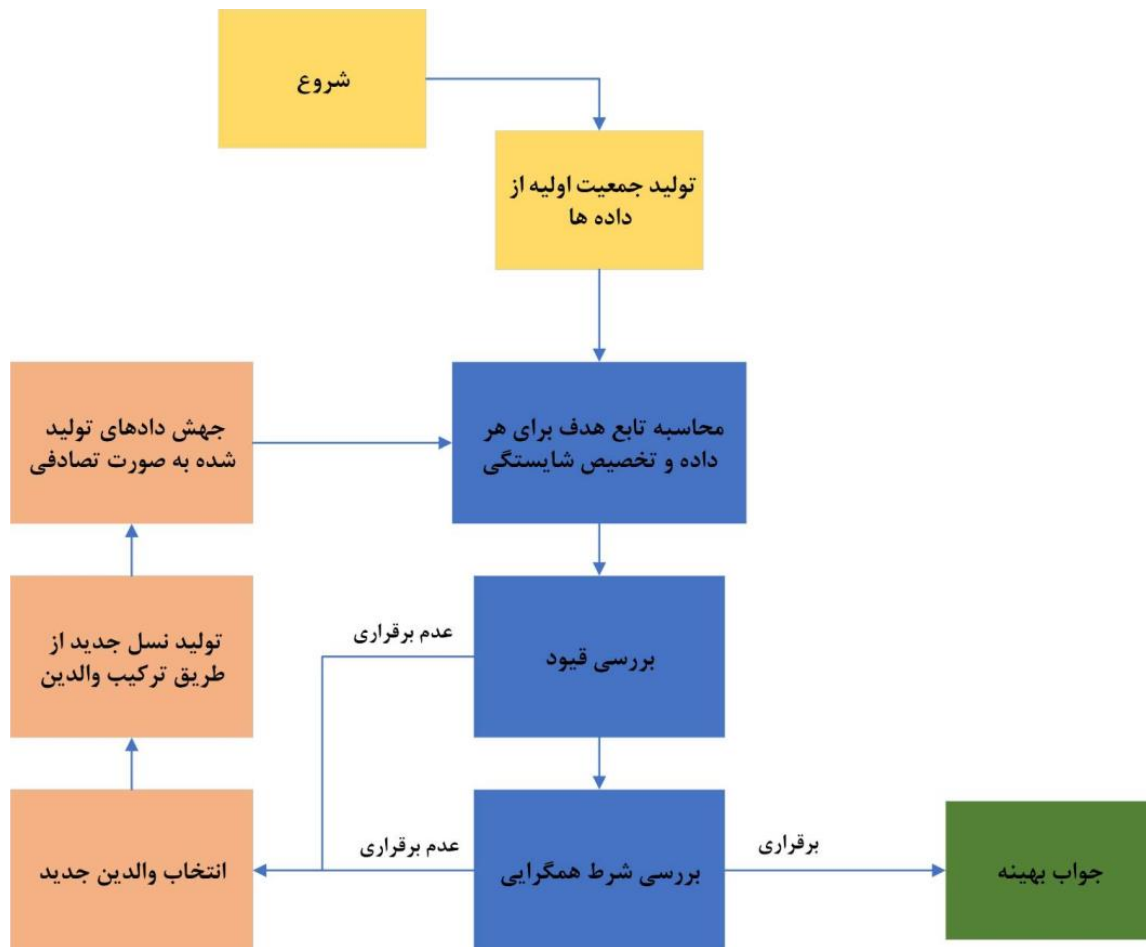 شروع
تولید جمعیت اولیه از
داده ها
محاسبه تابع هدف برای هر
داده و تخصیص شایستگی
جهش دادهای تولید
شده به صورت تصادفی
بررسی قیود
عدم برقراری
تولید نسل جدید از
طریق ترکیب والدین
بررسی شرط همگرایی
عدم برقراری
برقراری
انتخاب والدین جدید
جواب بهینه